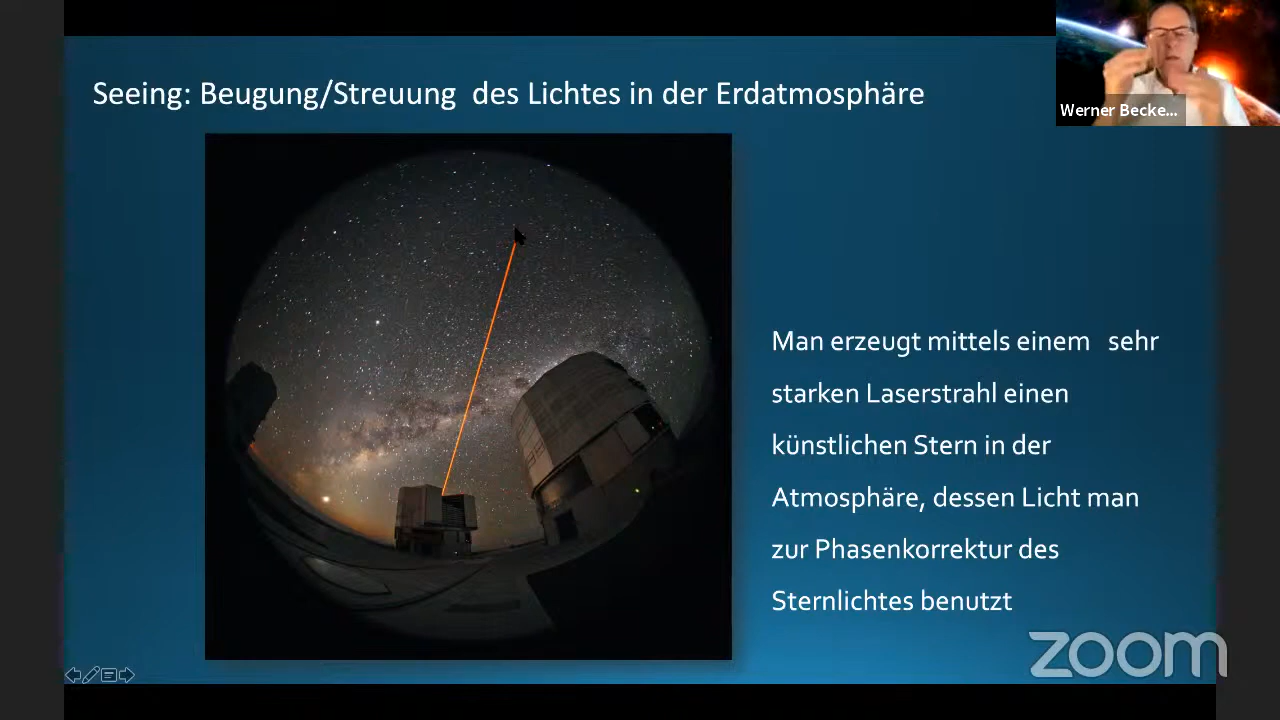 Seeing: Beugung/Streuung des Lichtes in der Erdatmosphäre
Werner Becke...
Man erzeugt mittels einem sehr
starken Laserstrahl einen
künstlichen Stern in der
Atmosphäre, dessen Licht man
zur Phasenkorrektur des
Sternlichtes benutzt
zoom